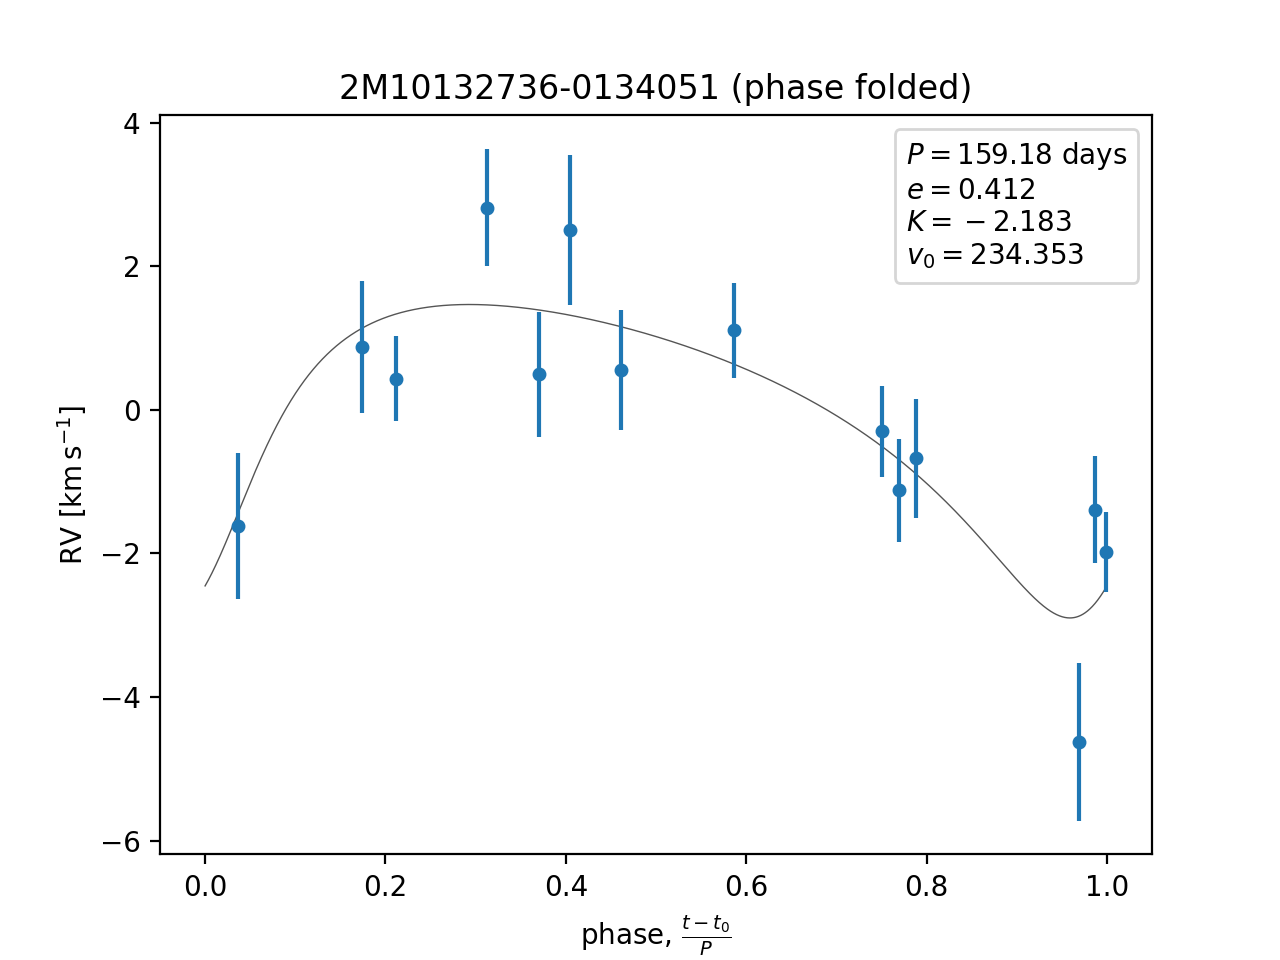 2M10132736-0134051 (phase folded)
P = 159.18 days
e = 0.412
K = −2.183
v₀ = 234.353
RV [km s⁻¹]
4
2
0
−2
−4
−6
0.0 0.2 0.4 0.6 0.8 1.0
phase, (t − t₀)/P